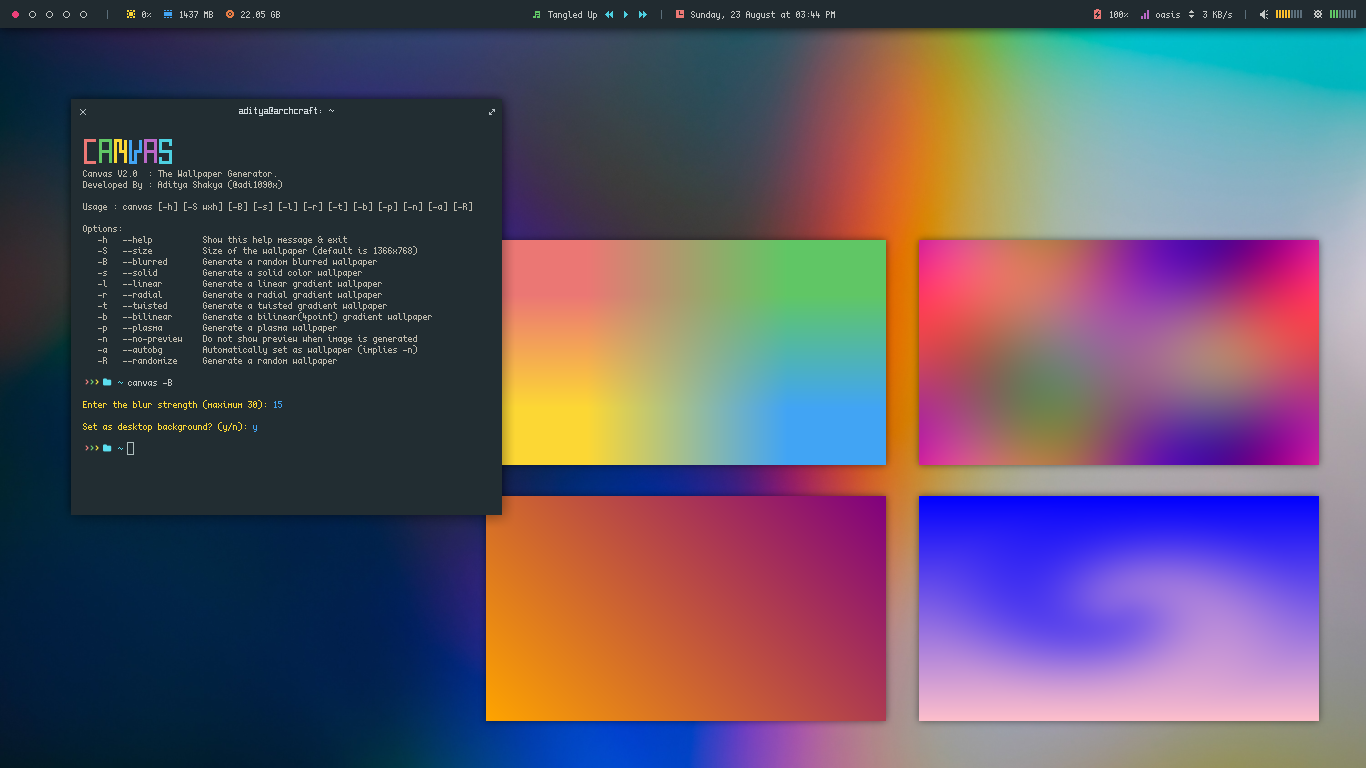 0% 1437 MB 22.05 GB | Tangled Up | Sunday, 23 August at 03:44 PM 100% oasis 3 KB/s |
aditya@archcraft: ~
CANVAS
Canvas V2.0  : The Wallpaper Generator.
Developed By : Aditya Shakya (@adi1090x)
Usage : canvas [-h] [-S wxh] [-B] [-s] [-l] [-r] [-t] [-b] [-p] [-n] [-a] [-R]
Options:
-h   --help          Show this help message & exit
-S   --size          Size of the wallpaper (default is 1366x768)
-B   --blurred       Generate a random blurred wallpaper
-s   --solid         Generate a solid color wallpaper
-l   --linear        Generate a linear gradient wallpaper
-r   --radial        Generate a radial gradient wallpaper
-t   --twisted       Generate a twisted gradient wallpaper
-b   --bilinear      Generate a bilinear(4point) gradient wallpaper
-p   --plasma        Generate a plasma wallpaper
-n   --no-preview    Do not show preview when image is generated
-a   --autobg        Automatically set as wallpaper (implies -n)
-R   --randomize     Generate a random wallpaper
~ canvas -B
Enter the blur strength (maximum 30): 15
Set as desktop background? (y/n): y
~